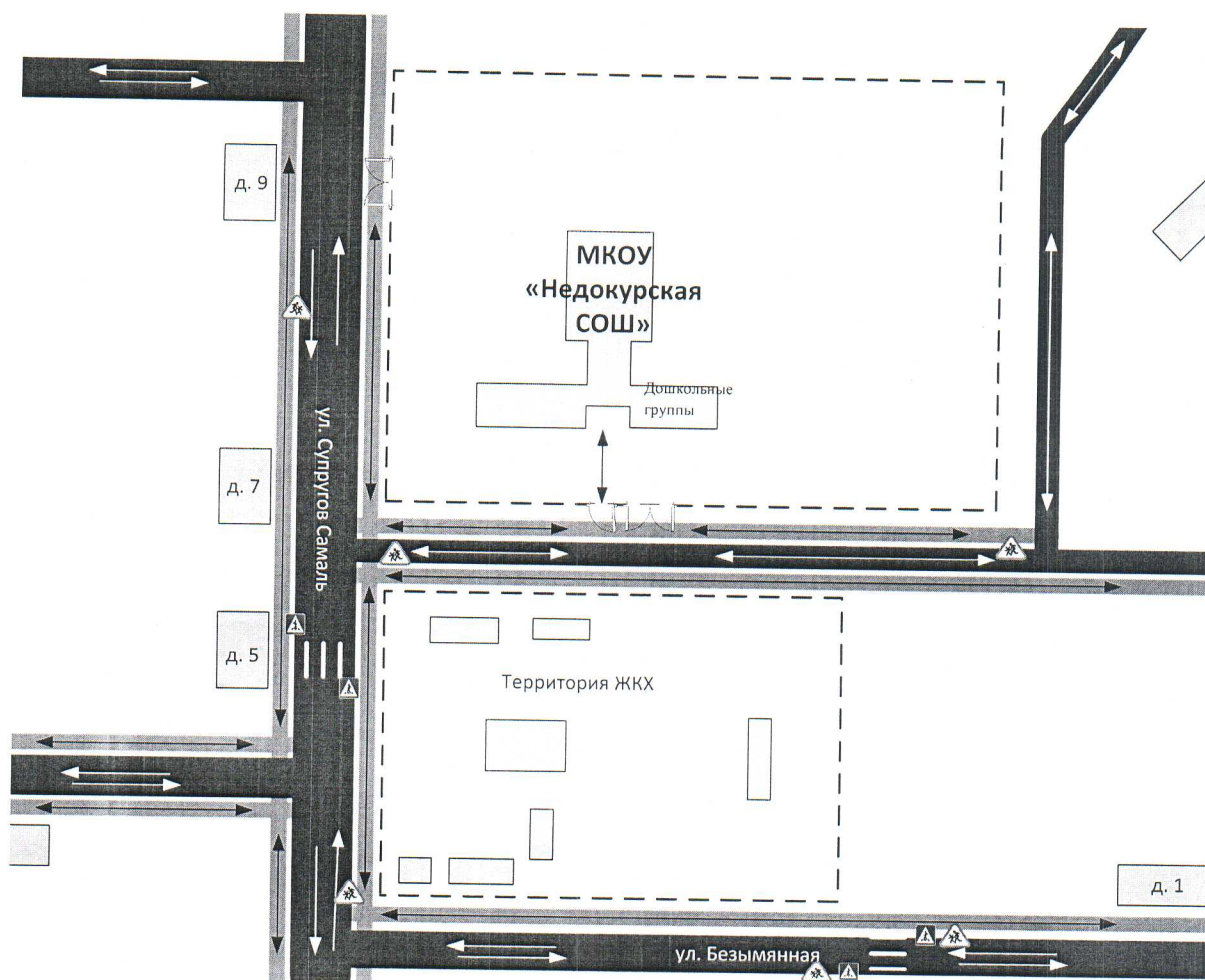 д. 9
МКОУ
«Недокурская
СОШ»
Дошкольные
группы
ул. Супругов Самаль
д. 7
д. 5
Территория ЖКХ
д. 1
ул. Безымянная